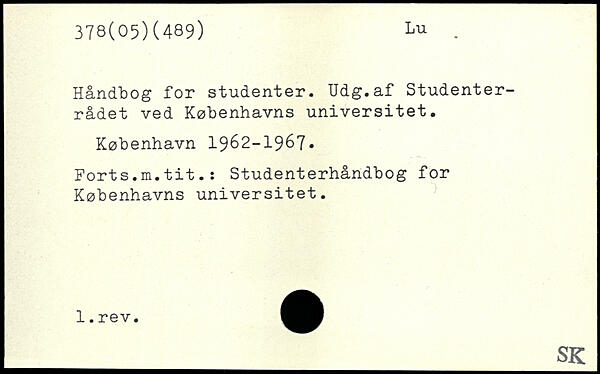 378(05)(489) Lu
Håndbog for studenter. Udg.af Studenter-
rådet ved Københavns universitet.
København 1962-1967.
Forts.m.tit.: Studenterhåndbog for
Københavns universitet.
1.rev.
SK